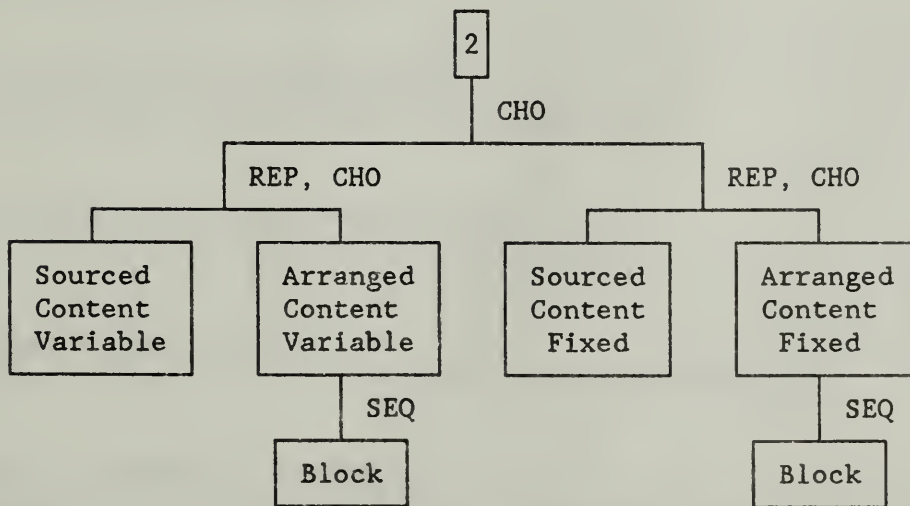 2
CHO
REP, CHO
REP, CHO
Sourced
Content
Variable
Arranged
Content
Variable
Sourced
Content
Fixed
Arranged
Content
Fixed
SEQ
SEQ
Block
Block